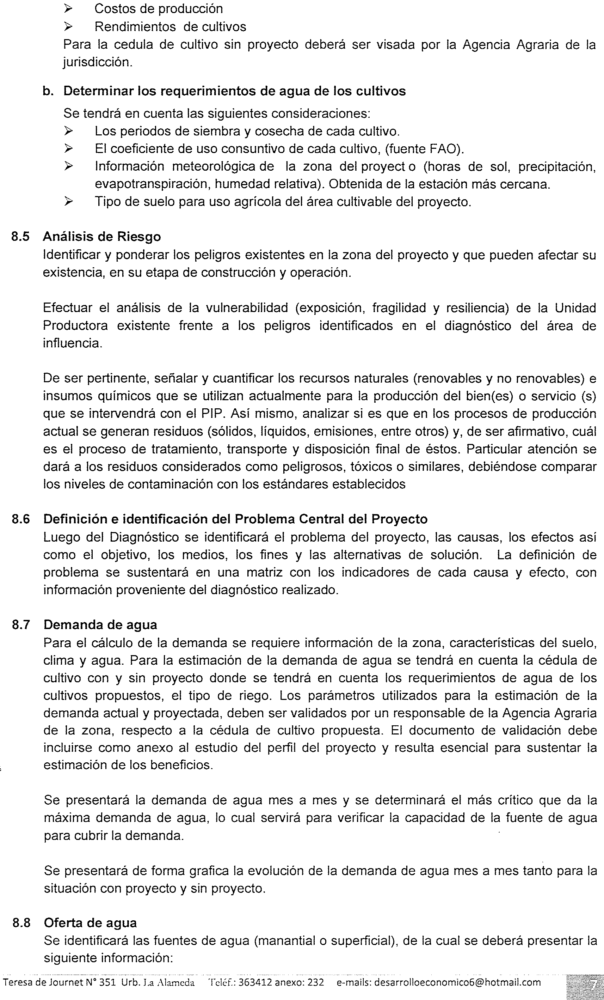 ➢ Costos de producción
➢ Rendimientos de cultivos
Para la cedula de cultivo sin proyecto deberá ser visada por la Agencia Agraria de la
jurisdicción.
b. Determinar los requerimientos de agua de los cultivos
Se tendrá en cuenta las siguientes consideraciones:
➢ Los periodos de siembra y cosecha de cada cultivo.
➢ El coeficiente de uso consuntivo de cada cultivo, (fuente FAO).
➢ Información meteorológica de la zona del proyect o (horas de sol, precipitación,
evapotranspiración, humedad relativa). Obtenida de la estación más cercana.
➢ Tipo de suelo para uso agrícola del área cultivable del proyecto.
8.5 Análisis de Riesgo
Identificar y ponderar los peligros existentes en la zona del proyecto y que pueden afectar su
existencia, en su etapa de construcción y operación.
Efectuar el análisis de la vulnerabilidad (exposición, fragilidad y resiliencia) de la Unidad
Productora existente frente a los peligros identificados en el diagnóstico del área de
influencia.
De ser pertinente, señalar y cuantificar los recursos naturales (renovables y no renovables) e
insumos químicos que se utilizan actualmente para la producción del bien(es) o servicio (s)
que se intervendrá con el PIP. Así mismo, analizar si es que en los procesos de producción
actual se generan residuos (sólidos, líquidos, emisiones, entre otros) y, de ser afirmativo, cuál
es el proceso de tratamiento, transporte y disposición final de éstos. Particular atención se
dará a los residuos considerados como peligrosos, tóxicos o similares, debiéndose comparar
los niveles de contaminación con los estándares establecidos
8.6 Definición e identificación del Problema Central del Proyecto
Luego del Diagnóstico se identificará el problema del proyecto, las causas, los efectos así
como el objetivo, los medios, los fines y las alternativas de solución. La definición de
problema se sustentará en una matriz con los indicadores de cada causa y efecto, con
información proveniente del diagnóstico realizado.
8.7 Demanda de agua
Para el cálculo de la demanda se requiere información de la zona, características del suelo,
clima y agua. Para la estimación de la demanda de agua se tendrá en cuenta la cédula de
cultivo con y sin proyecto donde se tendrá en cuenta los requerimientos de agua de los
cultivos propuestos, el tipo de riego. Los parámetros utilizados para la estimación de la
demanda actual y proyectada, deben ser validados por un responsable de la Agencia Agraria
de la zona, respecto a la cédula de cultivo propuesta. El documento de validación debe
incluirse como anexo al estudio del perfil del proyecto y resulta esencial para sustentar la
estimación de los beneficios.
Se presentará la demanda de agua mes a mes y se determinará el más crítico que da la
máxima demanda de agua, lo cual servirá para verificar la capacidad de la fuente de agua
para cubrir la demanda.
Se presentará de forma grafica la evolución de la demanda de agua mes a mes tanto para la
situación con proyecto y sin proyecto.
8.8 Oferta de agua
Se identificará las fuentes de agua (manantial o superficial), de la cual se deberá presentar la
siguiente información:
Teresa de Journet N° 351 Urb. La Alameda Teléf.: 363412 anexo: 232 e-mails: desarrolloeconomico6@hotmail.com 7